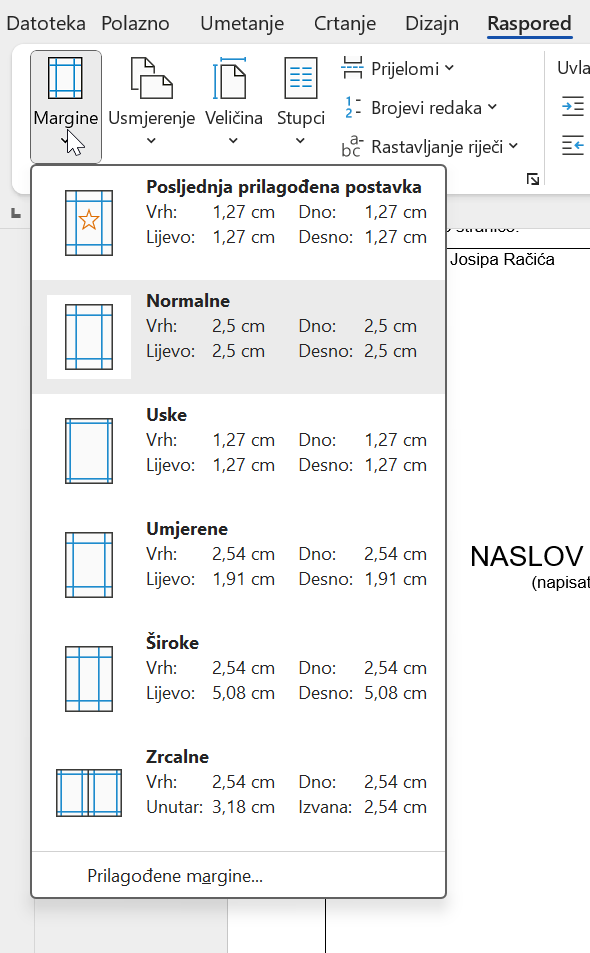 Datoteka Polazno Umetanje Crtanje Dizajn Raspored
Margine Usmjerenje Veličina Stupci
Prijelomi
Brojevi redaka
Rastavljanje riječi
Uvla
Posljednja prilagođena postavka
Vrh: 1,27 cm Dno: 1,27 cm
Lijevo: 1,27 cm Desno: 1,27 cm
Normalne
Vrh: 2,5 cm Dno: 2,5 cm
Lijevo: 2,5 cm Desno: 2,5 cm
Uske
Vrh: 1,27 cm Dno: 1,27 cm
Lijevo: 1,27 cm Desno: 1,27 cm
Umjerene
Vrh: 2,54 cm Dno: 2,54 cm
Lijevo: 1,91 cm Desno: 1,91 cm
Široke
Vrh: 2,54 cm Dno: 2,54 cm
Lijevo: 5,08 cm Desno: 5,08 cm
Zrcalne
Vrh: 2,54 cm Dno: 2,54 cm
Unutar: 3,18 cm Izvana: 2,54 cm
Prilagođene margine...
Josipa Račića
NASLOV
(napisat